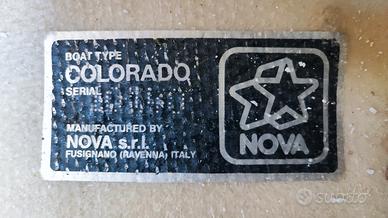 BOAT TYPE
COLORADO
SERIAL
MANUFACTURED BY
NOVA s.r.l.
FUSIGNANO (RAVENNA) ITALY
NOVA
subito